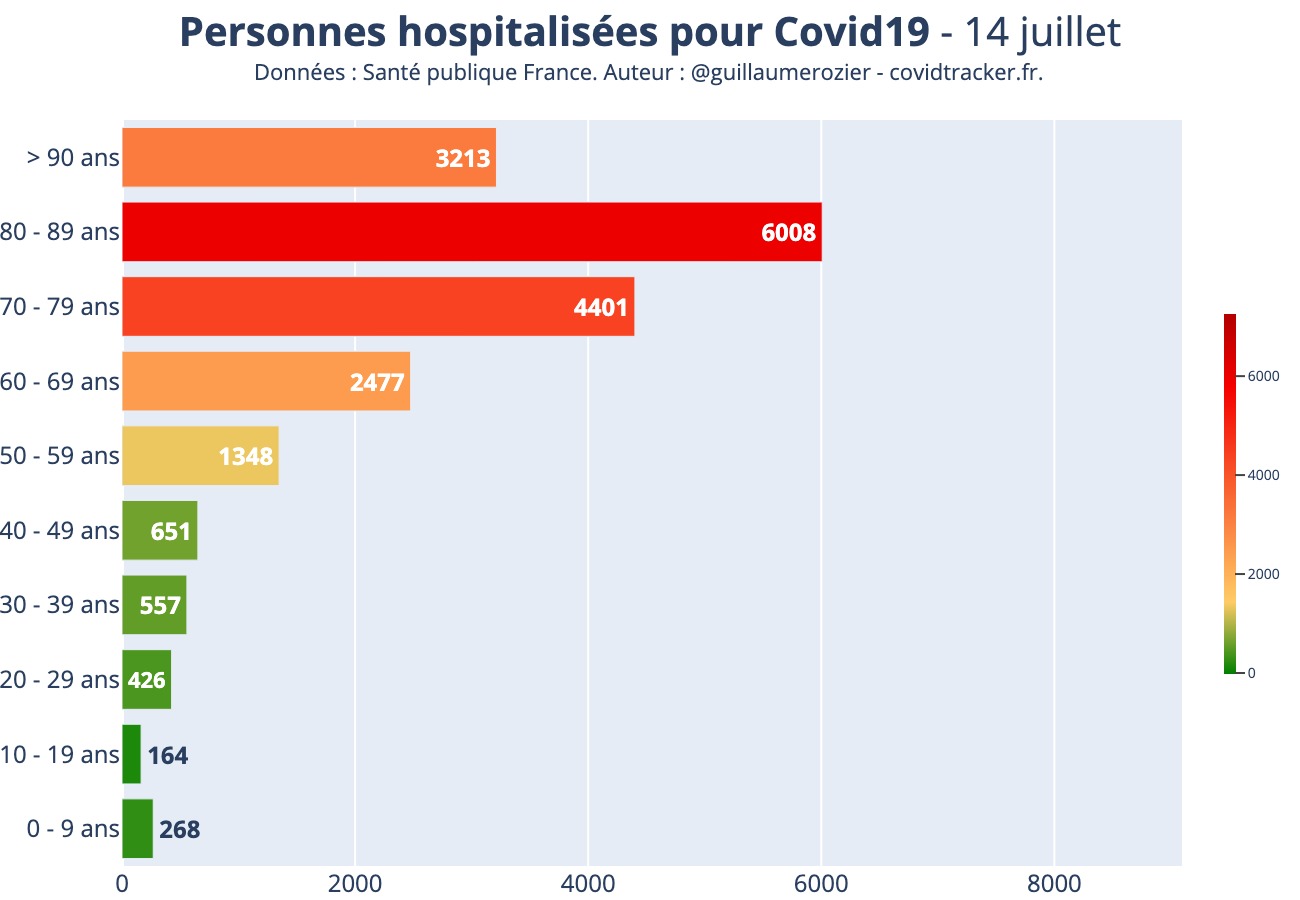 Personnes hospitalisées pour Covid19 - 14 juillet
Données : Santé publique France. Auteur : @guillaumerozier - covidtracker.fr.
> 90 ans 3213
80 - 89 ans 6008
70 - 79 ans 4401
60 - 69 ans 2477
50 - 59 ans 1348
40 - 49 ans 651
30 - 39 ans 557
20 - 29 ans 426
10 - 19 ans 164
0 - 9 ans 268
0 2000 4000 6000 8000
6000
4000
2000
0